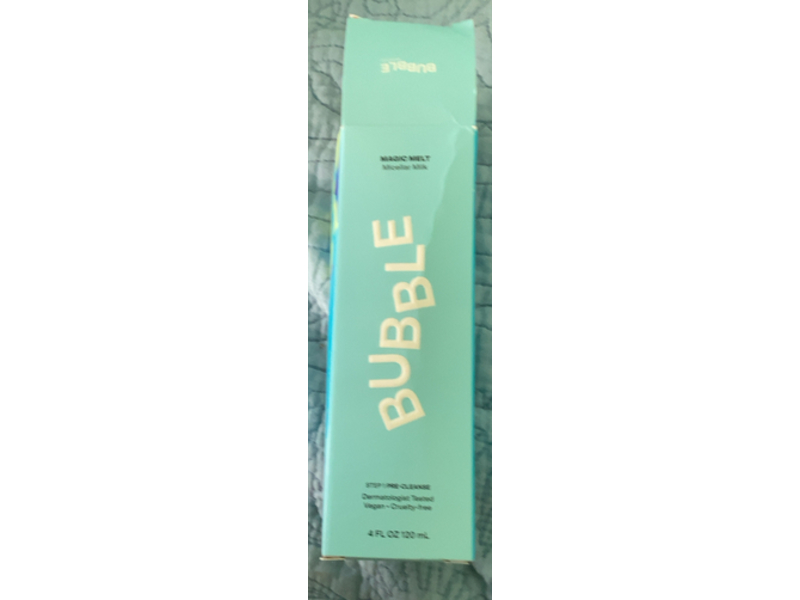 BUBBLE
MAGIC MELT
Micellar Milk
BUBBLE
STEP 1 PRE-CLEANSE
Dermatologist Tested
Vegan • Cruelty-free
4 FL OZ 120 mL